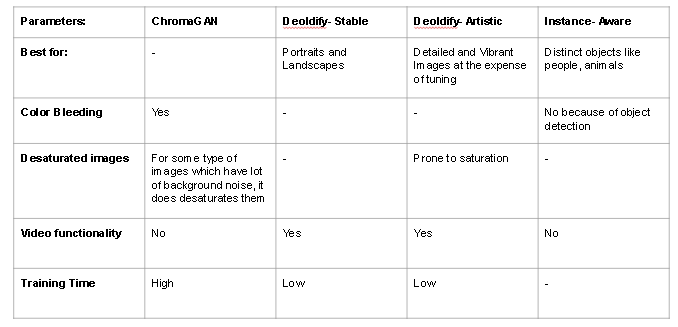 Parameters: ChromaGAN Deoldify- Stable Deoldify- Artistic Instance- Aware
Best for: - Portraits and Detailed and Vibrant Distinct objects like
Landscapes Images at the expense people, animals
of tuning
Color Bleeding Yes - - No because of object
detection
Desaturated images For some type of - Prone to saturation -
images which have lot
of background noise, it
does desaturates them
Video functionality No Yes Yes No
Training Time High Low Low -